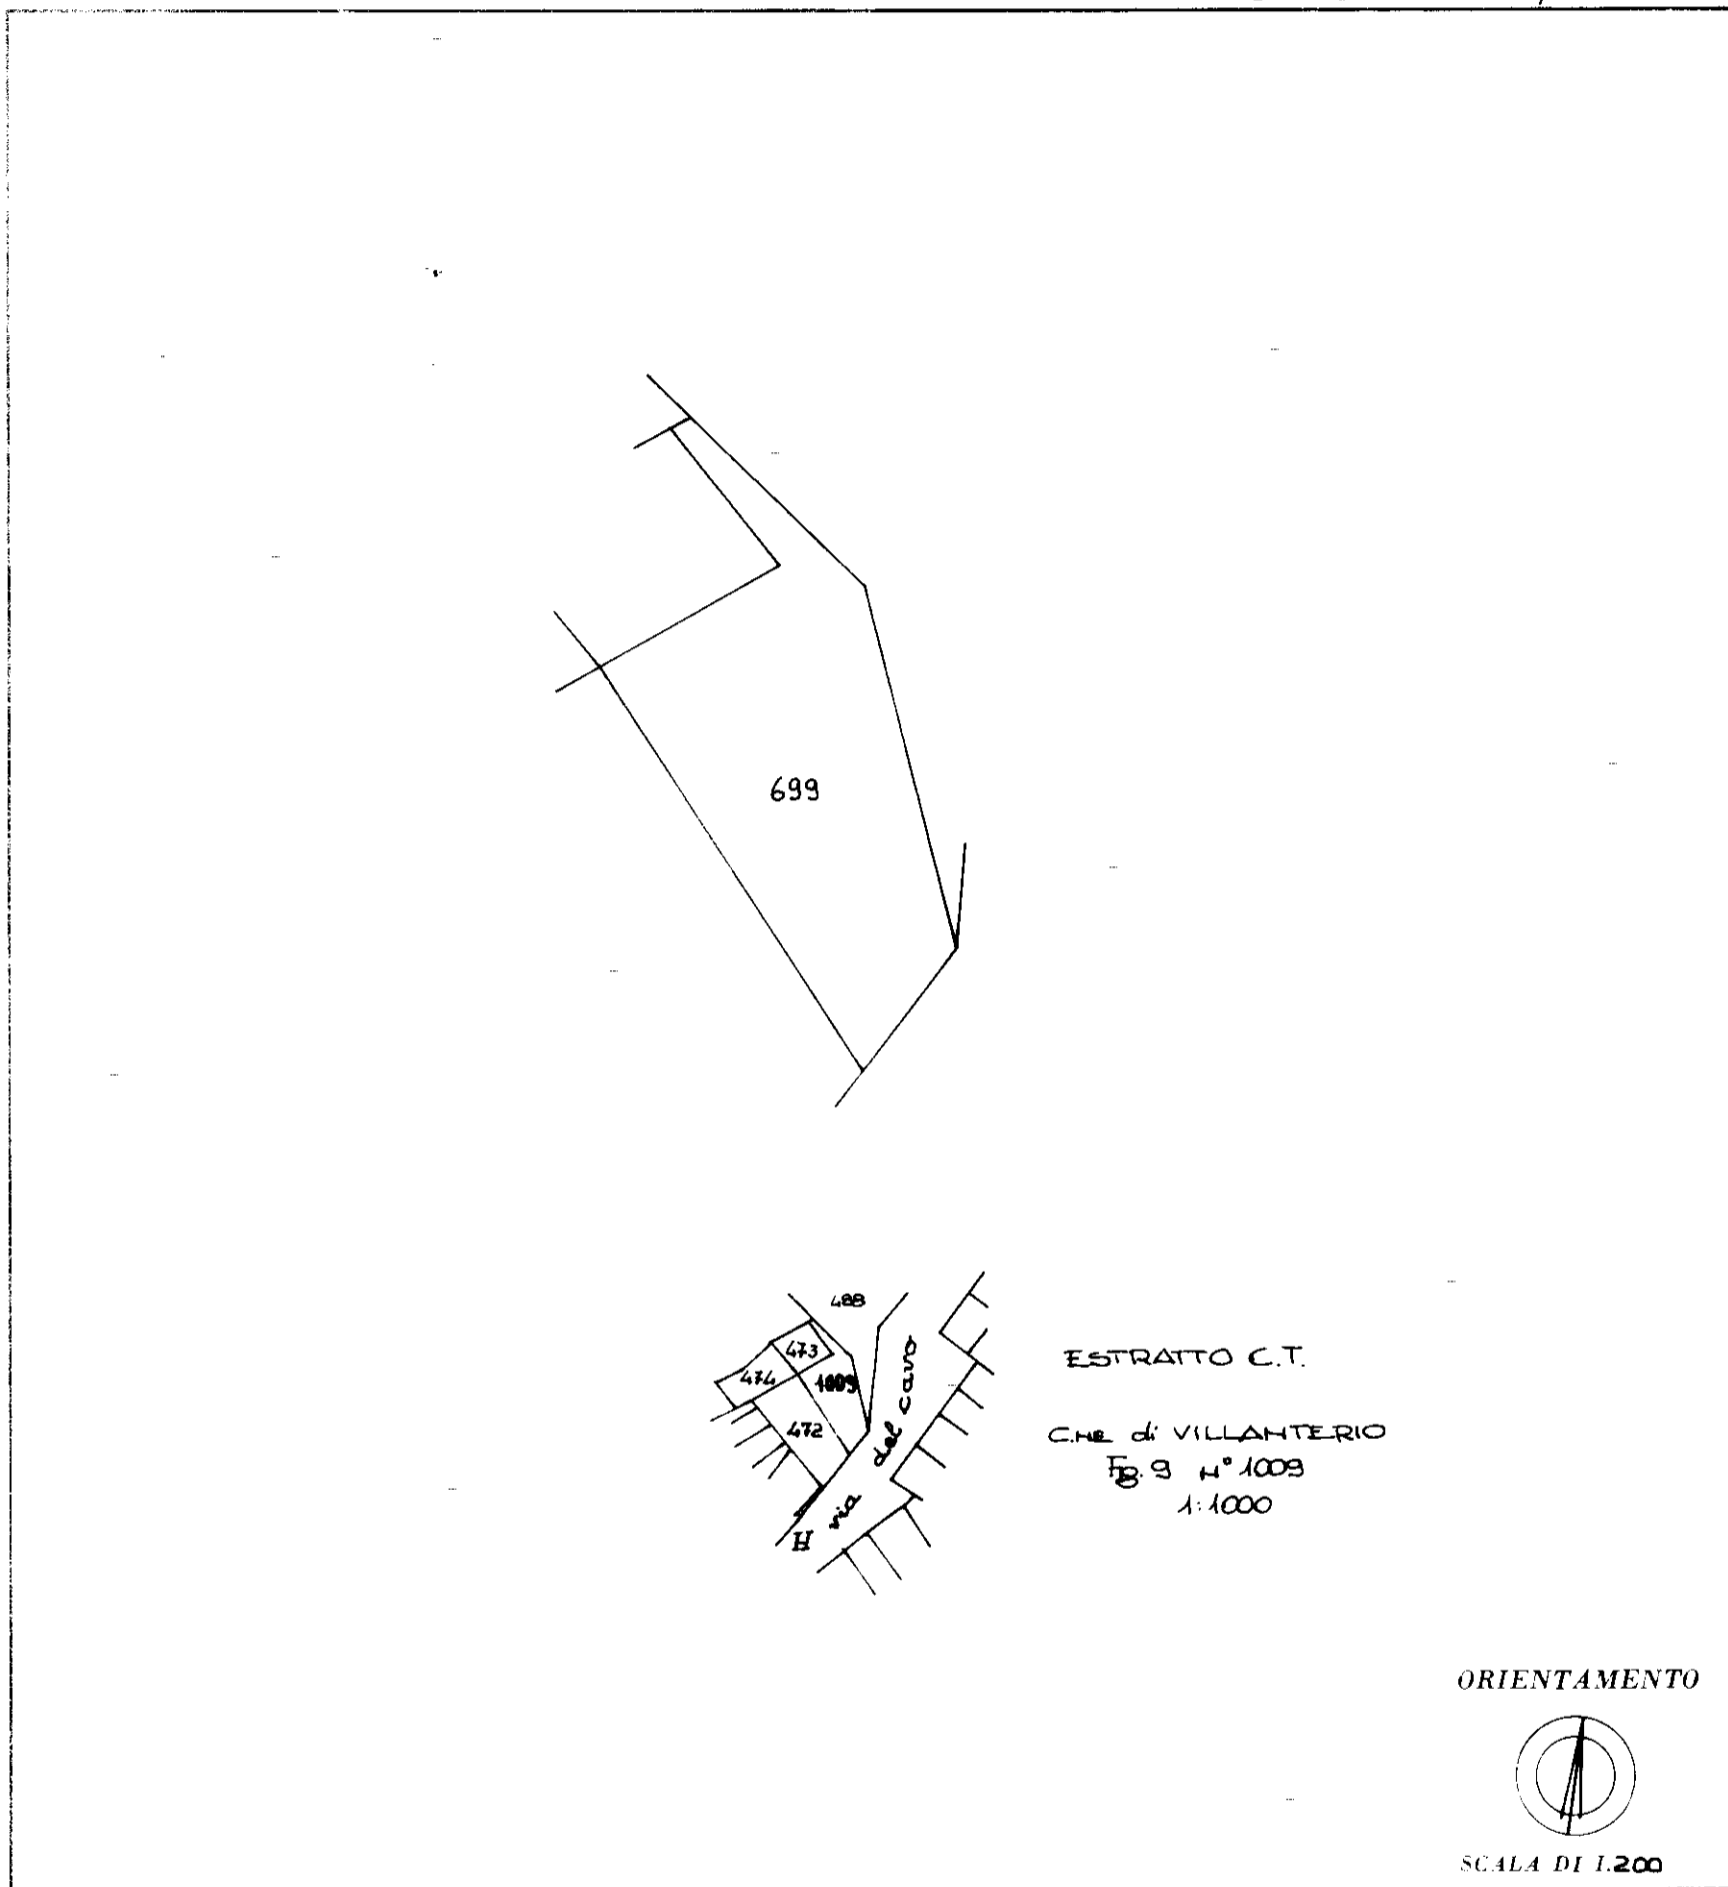 699
488
473
474
1009
472
via del cavo
H
ESTRATTO C.T.
C.NE di VILLANTERIO
Fg. 9 N° 1009
1:1000
ORIENTAMENTO
SCALA DI 1.200